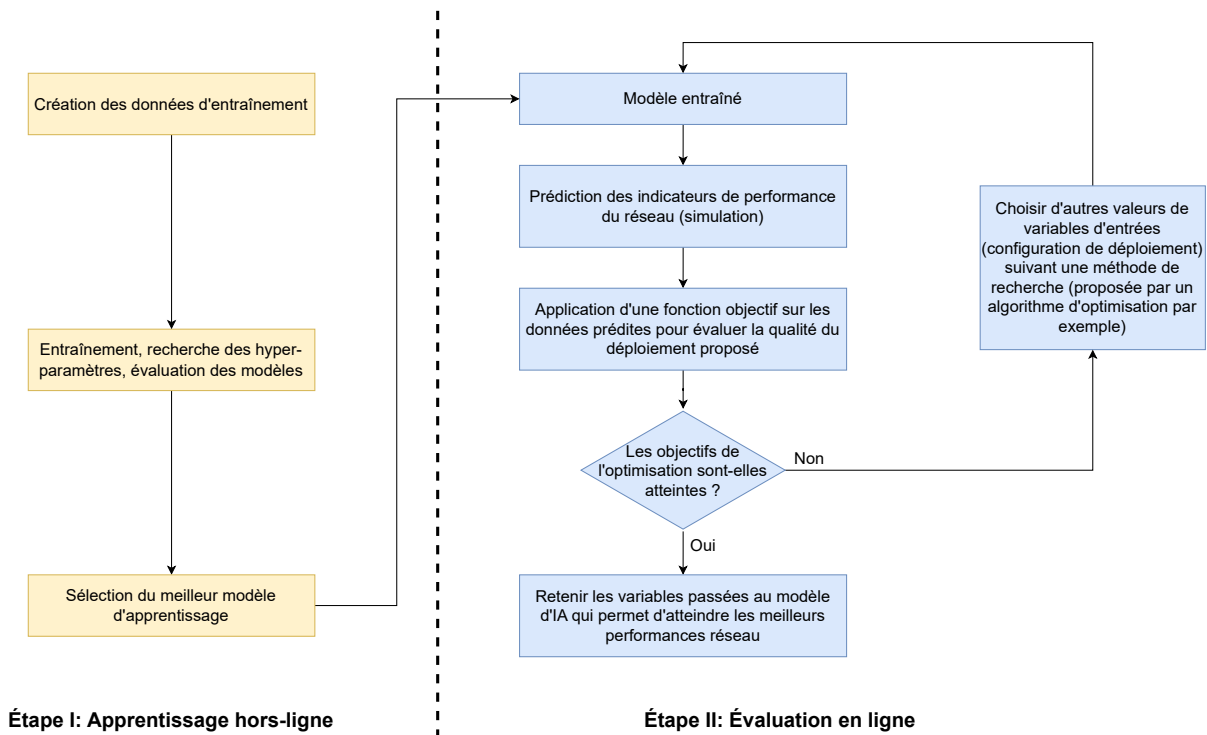 Création des données d'entraînement
Entraînement, recherche des hyper-
paramètres, évaluation des modèles
Sélection du meilleur modèle
d'apprentissage
Étape I: Apprentissage hors-ligne
Modèle entraîné
Prédiction des indicateurs de performance
du réseau (simulation)
Application d'une fonction objectif sur les
données prédites pour évaluer la qualité du
déploiement proposé
Les objectifs de
l'optimisation sont-elles
atteintes ?
Non
Oui
Choisir d'autres valeurs de
variables d'entrées
(configuration de déploiement)
suivant une méthode de
recherche (proposée par un
algorithme d'optimisation par
exemple)
Retenir les variables passées au modèle
d'IA qui permet d'atteindre les meilleurs
performances réseau
Étape II: Évaluation en ligne